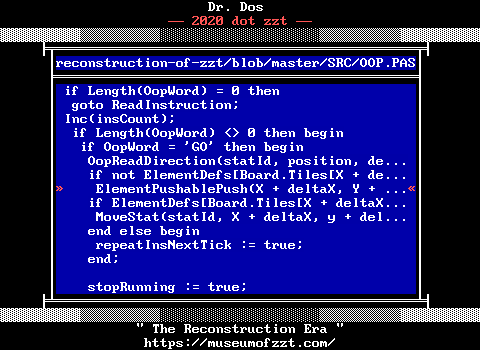 Dr. Dos
── 2020 dot zzt ──
reconstruction-of-zzt/blob/master/SRC/OOP.PAS
if Length(OopWord) = 0 then
goto ReadInstruction;
Inc(insCount);
if Length(OopWord) <> 0 then begin
if OopWord = 'GO' then begin
OopReadDirection(statId, position, de...
if not ElementDefs[Board.Tiles[X + de...
» ElementPushablePush(X + deltaX, Y + ...«
if ElementDefs[Board.Tiles[X + deltaX...
MoveStat(statId, X + deltaX, y + del...
end else begin
repeatInsNextTick := true;
end;
stopRunning := true;
" The Reconstruction Era "
https://museumofzzt.com/